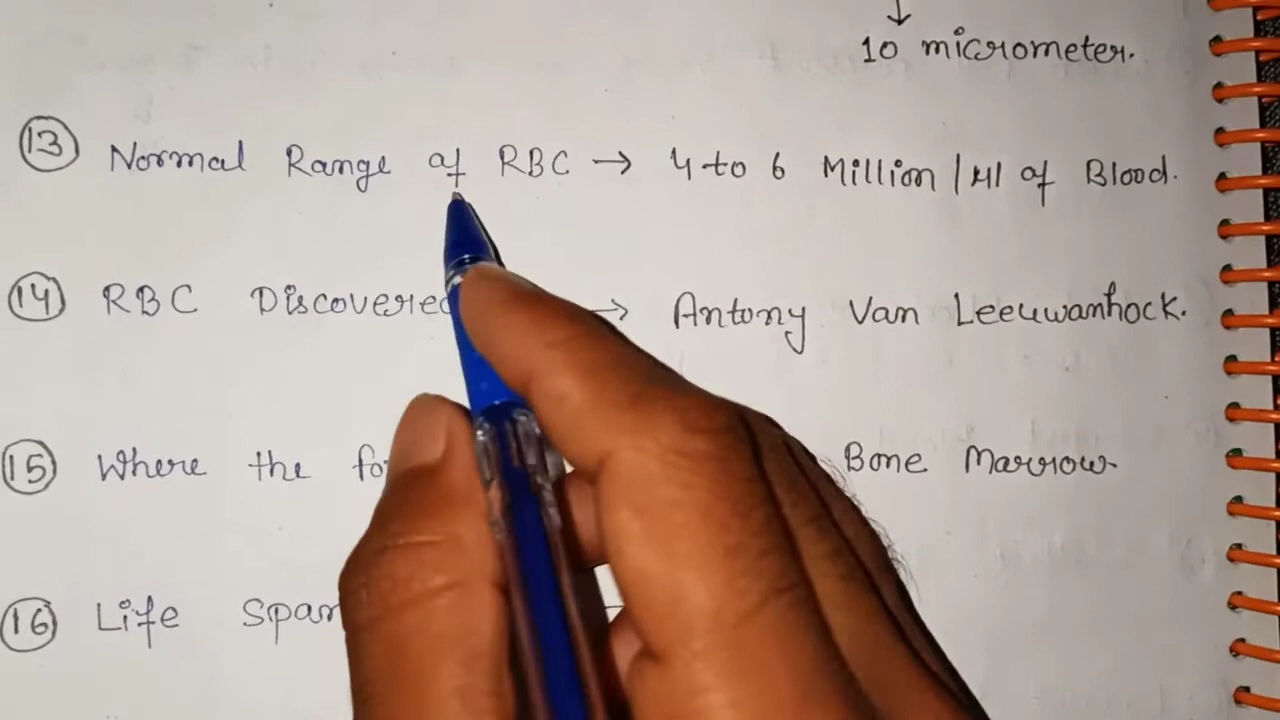 10 micrometer.
13 Normal Range of RBC → 4 to 6 Million /µl of Blood.
14 RBC Discovered → Antony Van Leeuwanhock.
15 Where the Bone Marrow.
16 Life Span